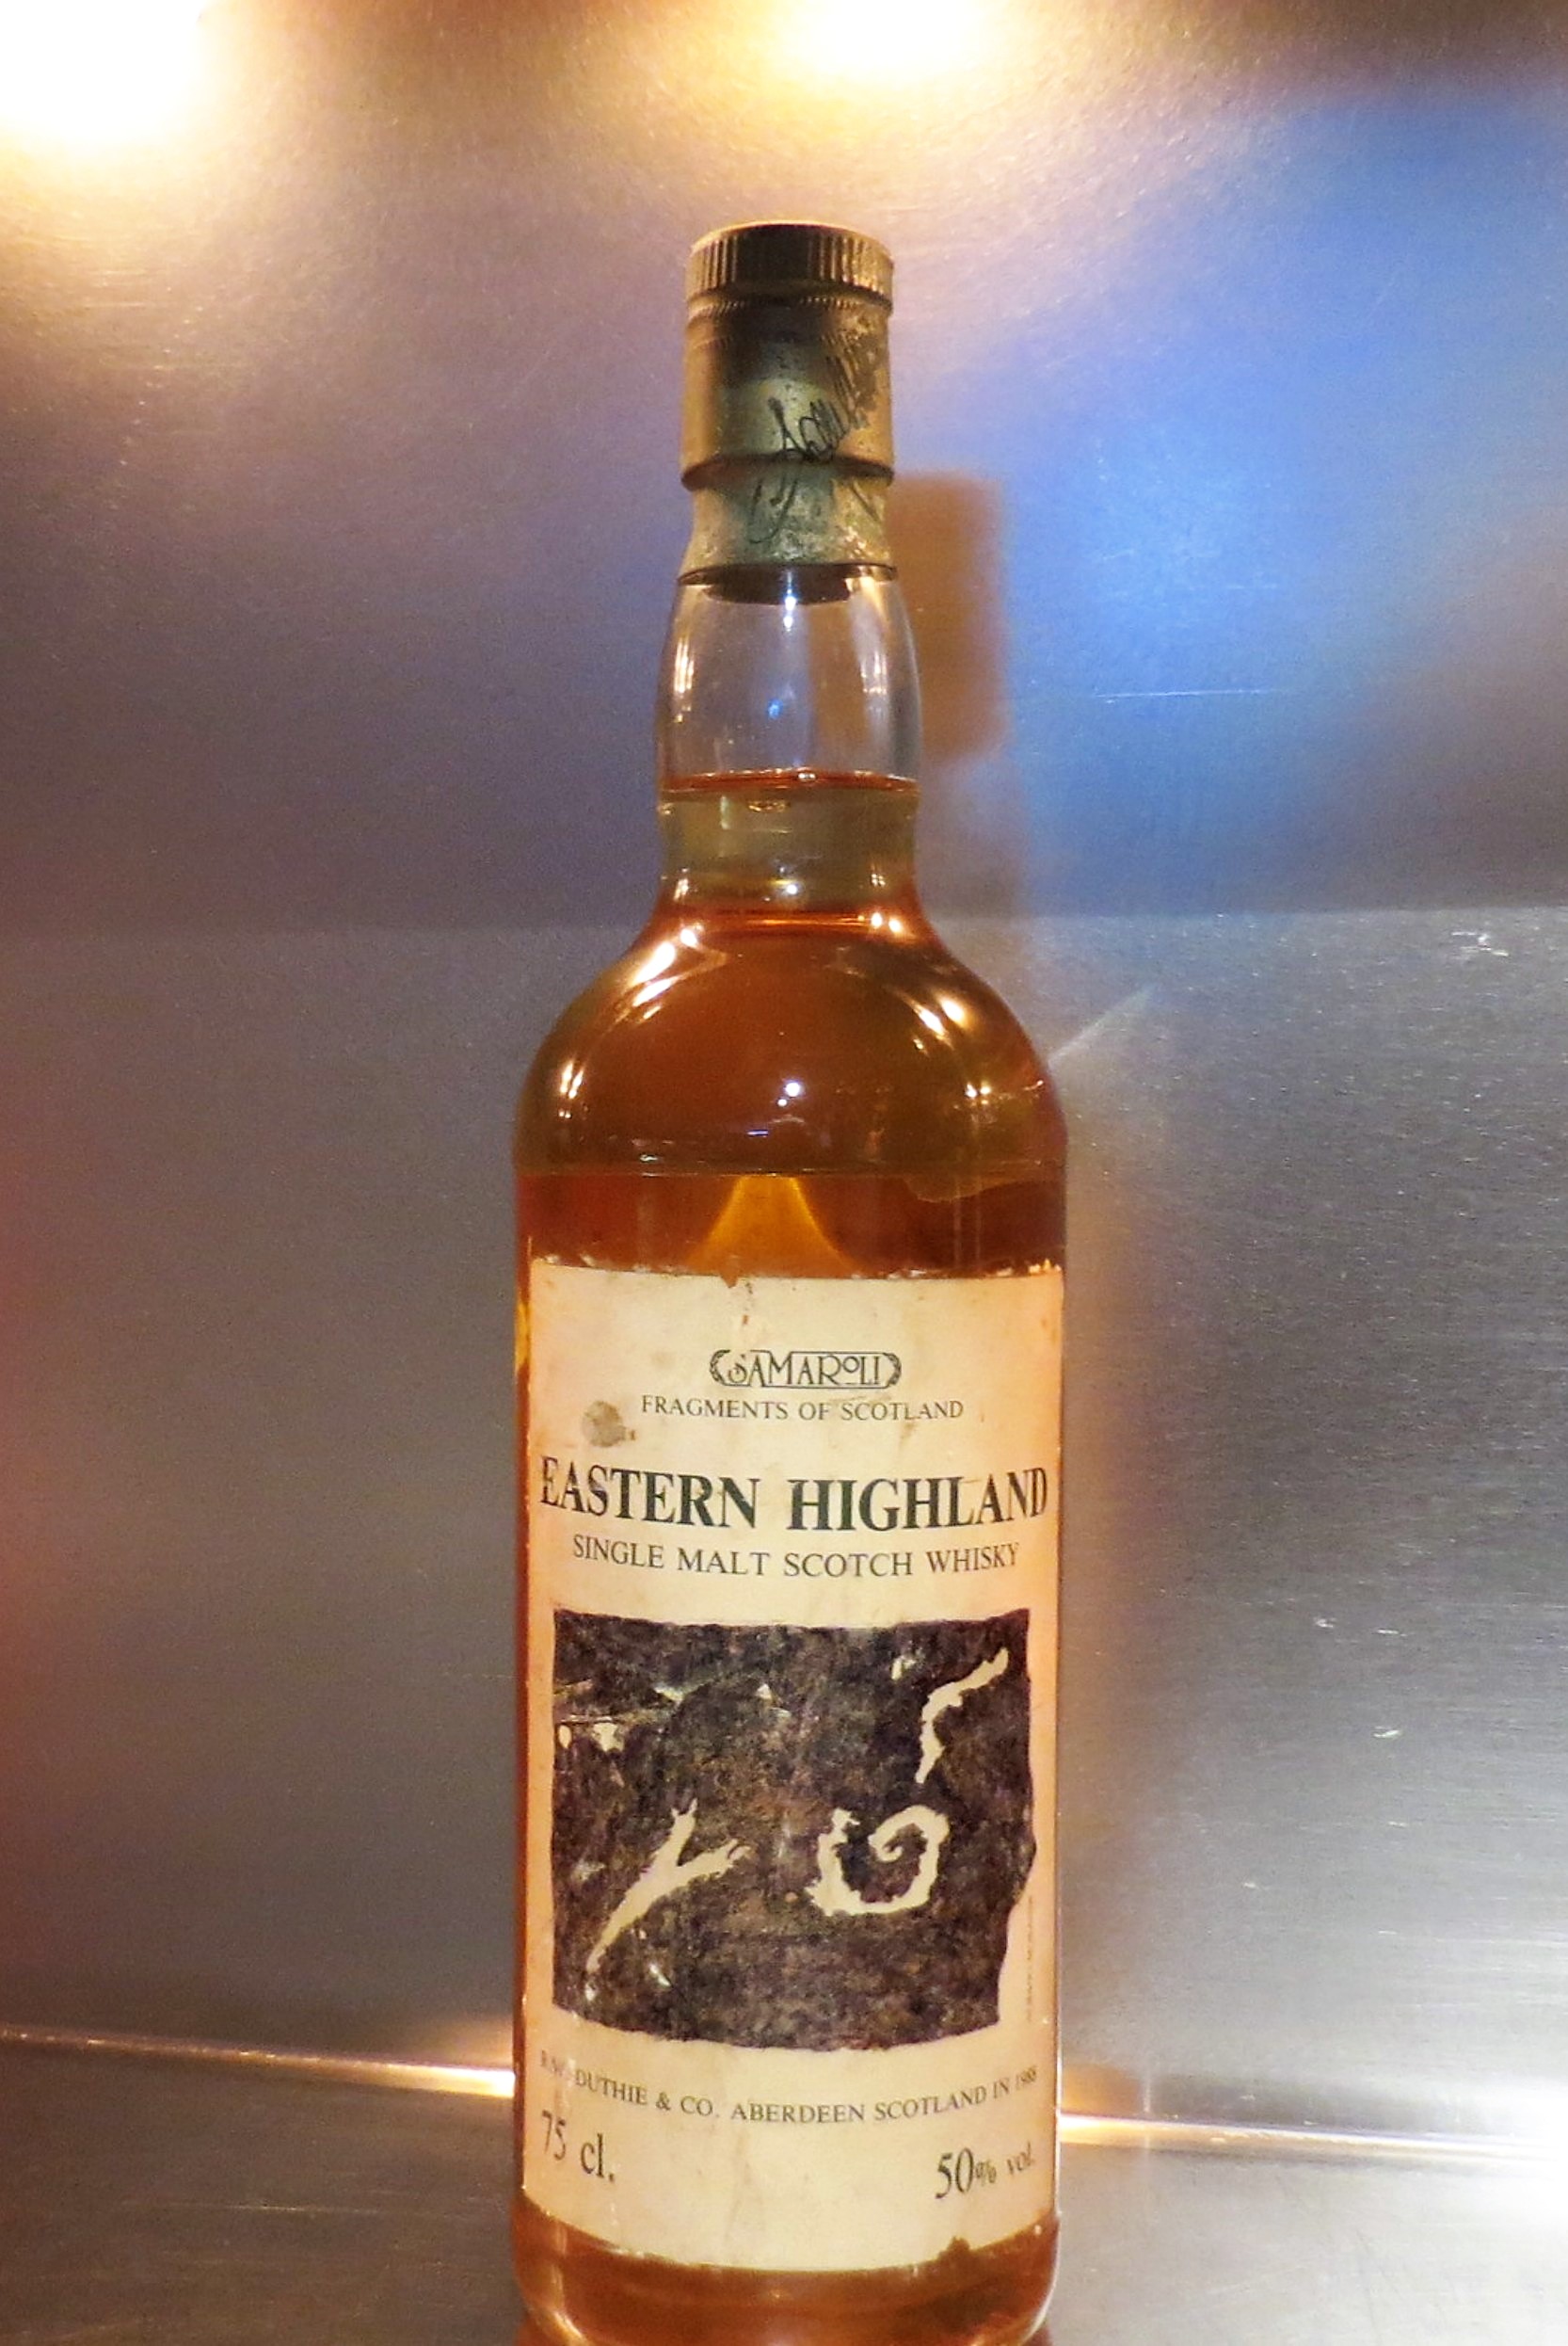 SAMAROLI
FRAGMENTS OF SCOTLAND
EASTERN HIGHLAND
SINGLE MALT SCOTCH WHISKY
DUTHIE & CO. ABERDEEN SCOTLAND IN 1988
75 cl.
50% vol.